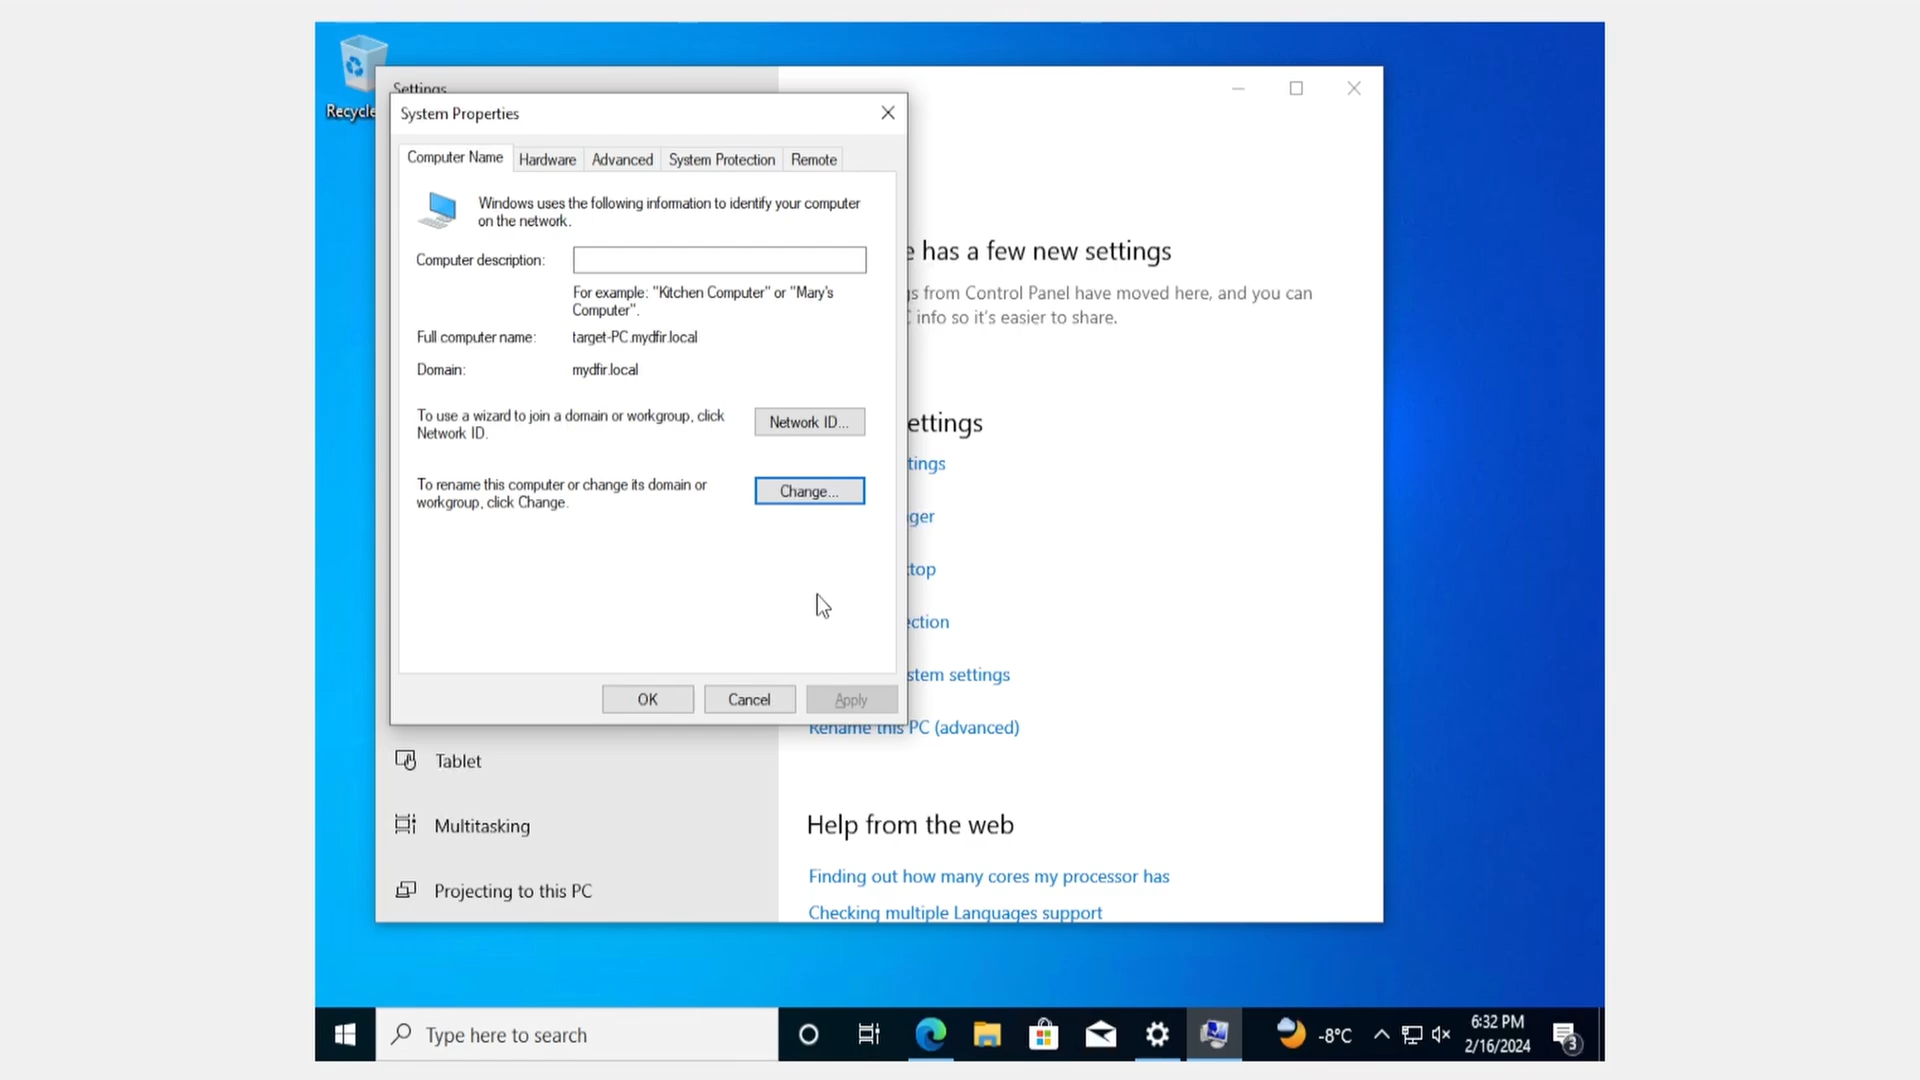 Recycle
Settings
System Properties
Computer Name
Hardware
Advanced
System Protection
Remote
Windows uses the following information to identify your computer
on the network.
Computer description:
For example: "Kitchen Computer" or "Mary's
Computer".
Full computer name:
target-PC.mydfir.local
Domain:
mydfir.local
To use a wizard to join a domain or workgroup, click
Network ID.
Network ID...
To rename this computer or change its domain or
workgroup, click Change.
Change...
OK
Cancel
Apply
e has a few new settings
gs from Control Panel have moved here, and you can
C info so it's easier to share.
ettings
tings
ger
top
ection
stem settings
Rename this PC (advanced)
Tablet
Multitasking
Projecting to this PC
Help from the web
Finding out how many cores my processor has
Checking multiple Languages support
Type here to search
-8°C
6:32 PM
2/16/2024
3